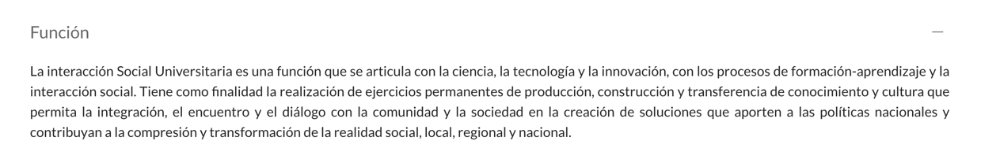 Función
La interacción Social Universitaria es una función que se articula con la ciencia, la tecnología y la innovación, con los procesos de formación-aprendizaje y la
interacción social. Tiene como finalidad la realización de ejercicios permanentes de producción, construcción y transferencia de conocimiento y cultura que
permita la integración, el encuentro y el diálogo con la comunidad y la sociedad en la creación de soluciones que aporten a las políticas nacionales y
contribuyan a la compresión y transformación de la realidad social, local, regional y nacional.